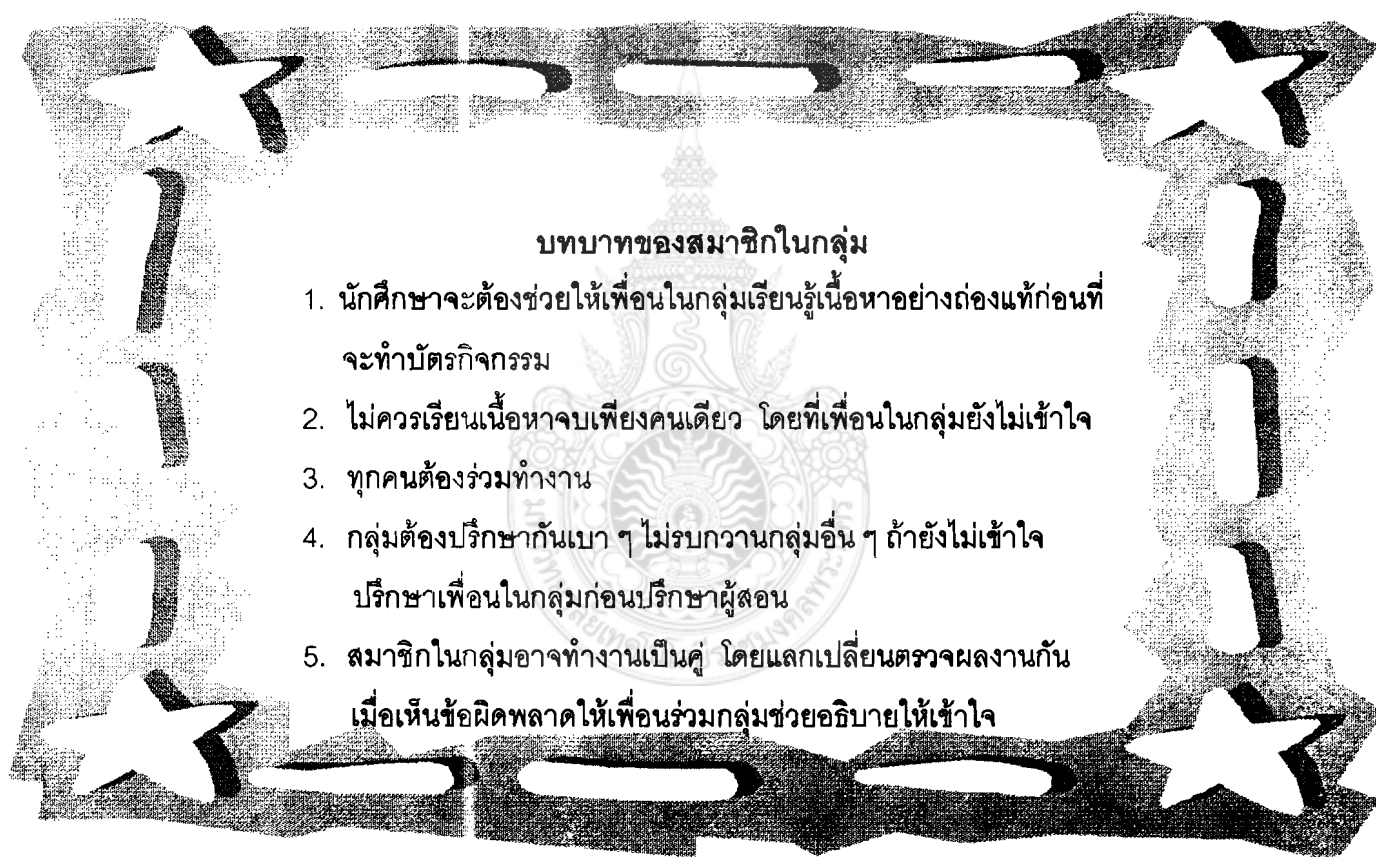 บทบาทของสมาชิกในกลุ่ม
1. นักศึกษาจะต้องช่วยให้เพื่อนในกลุ่มเรียนรู้เนื้อหาอย่างถ่องแท้ก่อนที่
จะทำบัตรกิจกรรม
2. ไม่ควรเรียนเนื้อหาจบเพียงคนเดียว โดยที่เพื่อนในกลุ่มยังไม่เข้าใจ
3. ทุกคนต้องร่วมทำงาน
4. กลุ่มต้องปรึกษากันเบา ๆ ไม่รบกวานกลุ่มอื่น ๆ ถ้ายังไม่เข้าใจ
ปรึกษาเพื่อนในกลุ่มก่อนปรึกษาผู้สอน
5. สมาชิกในกลุ่มอาจทำงานเป็นคู่ โดยแลกเปลี่ยนตรวจผลงานกัน
เมื่อเห็นข้อผิดพลาดให้เพื่อนร่วมกลุ่มช่วยอธิบายให้เข้าใจ